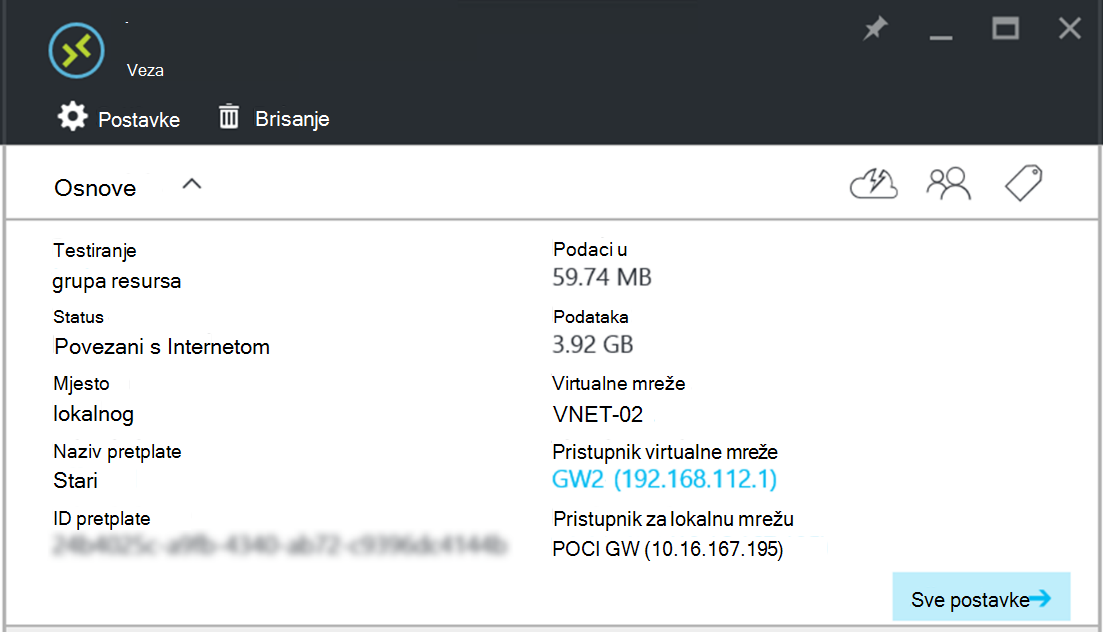 Veza
Postavke
Brisanje
Osnove
Testiranje
grupa resursa
Status
Povezani s Internetom
Mjesto
lokalnog
Naziv pretplate
Stari
ID pretplate
Podaci u
59.74 MB
Podataka
3.92 GB
Virtualne mreže
VNET-02
Pristupnik virtualne mreže
GW2 (192.168.112.1)
Pristupnik za lokalnu mrežu
POCI GW (10.16.167.195)
Sve postavke